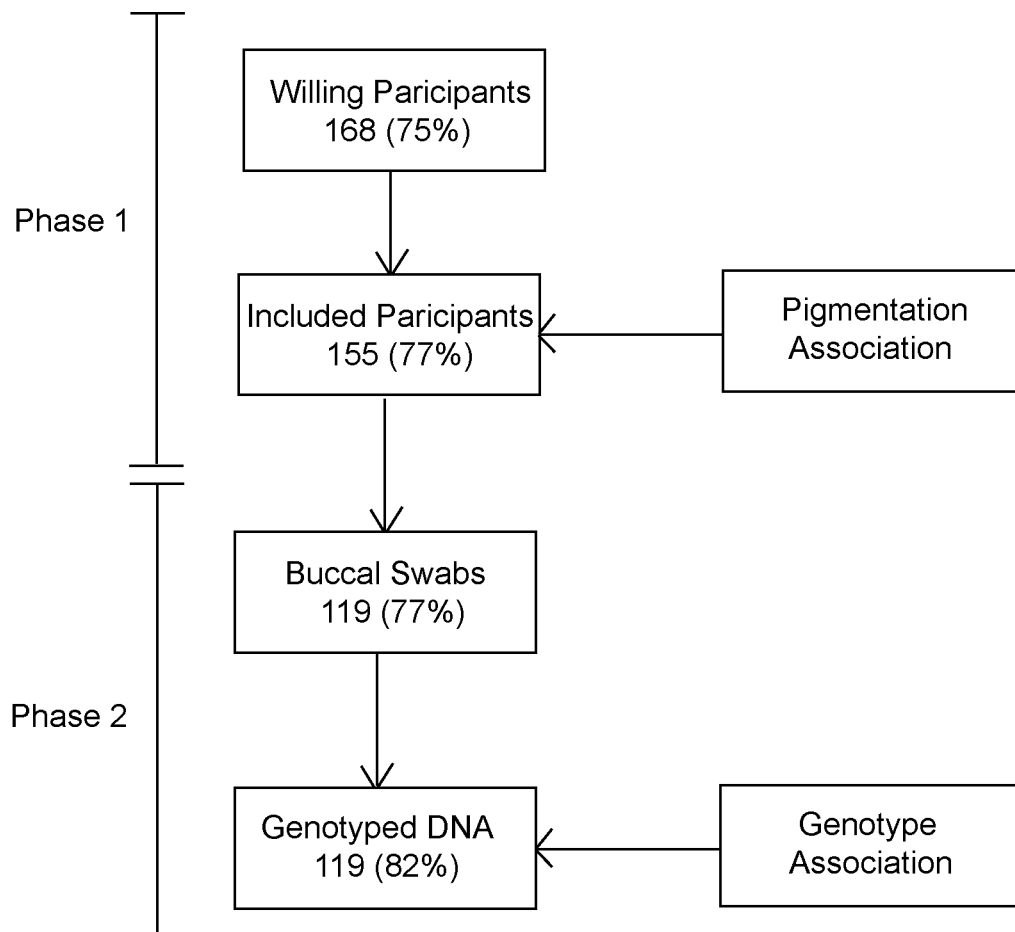 Willing Paricipants
168 (75%)
Phase 1
Included Paricipants
155 (77%)
Pigmentation
Association
Buccal Swabs
119 (77%)
Phase 2
Genotyped DNA
119 (82%)
Genotype
Association